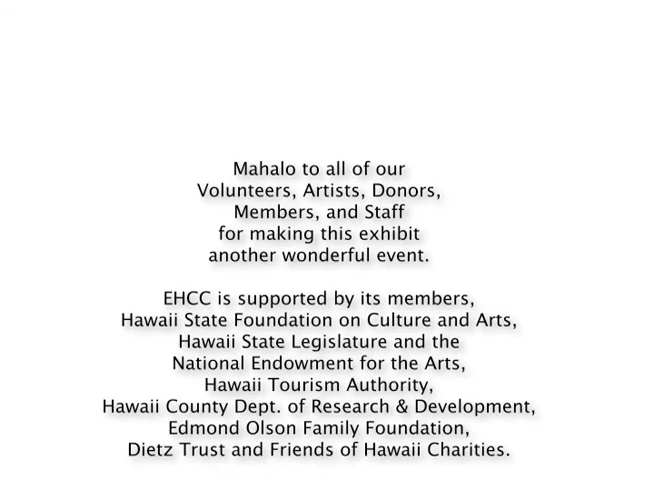 Mahalo to all of our
Volunteers, Artists, Donors,
Members, and Staff
for making this exhibit
another wonderful event.
EHCC is supported by its members,
Hawaii State Foundation on Culture and Arts,
Hawaii State Legislature and the
National Endowment for the Arts,
Hawaii Tourism Authority,
Hawaii County Dept. of Research & Development,
Edmond Olson Family Foundation,
Dietz Trust and Friends of Hawaii Charities.